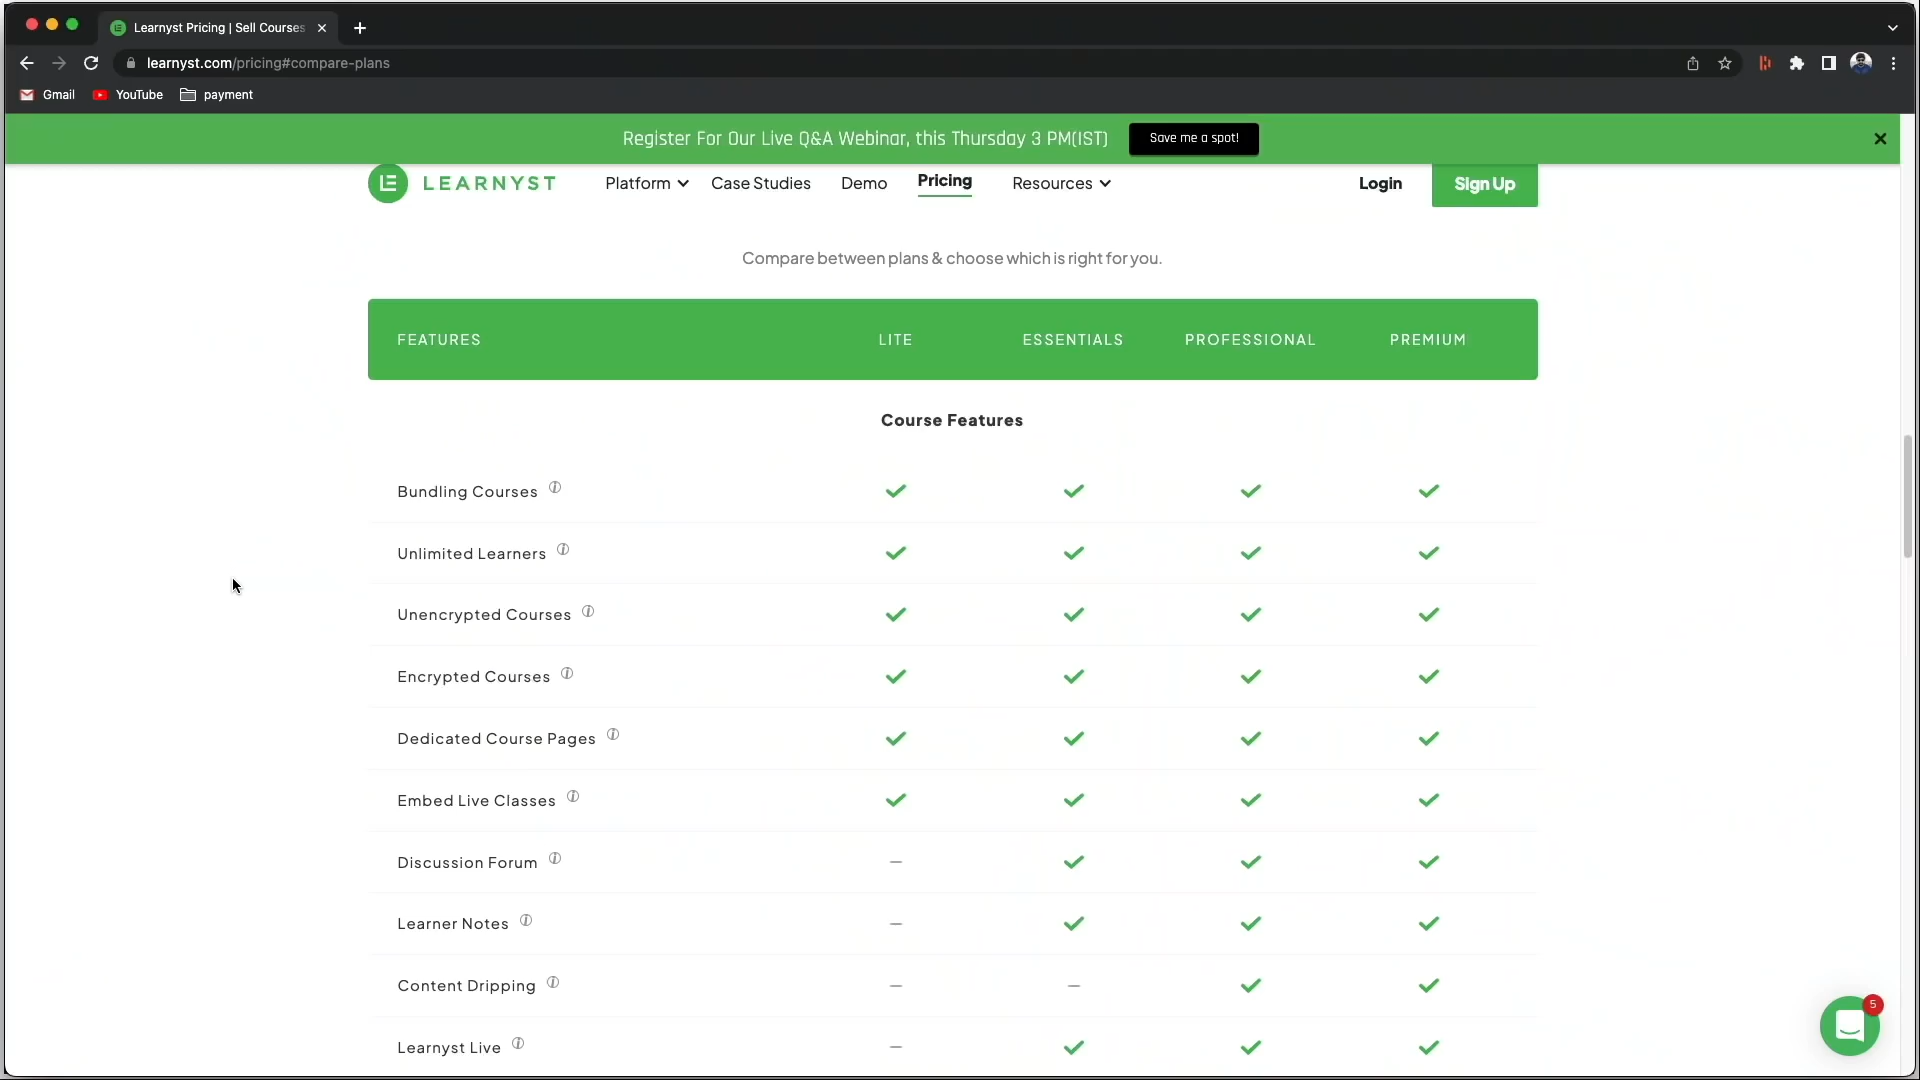 Learnyst Pricing | Sell Courses
learnyst.com/pricing#compare-plans
Gmail YouTube payment
Register For Our Live Q&A Webinar, this Thursday 3 PM(IST) Save me a spot!
LEARNYST Platform Case Studies Demo Pricing Resources Login Sign Up
Compare between plans & choose which is right for you.
FEATURES LITE ESSENTIALS PROFESSIONAL PREMIUM
Course Features
Bundling Courses
Unlimited Learners
Unencrypted Courses
Encrypted Courses
Dedicated Course Pages
Embed Live Classes
Discussion Forum
Learner Notes
Content Dripping
5
Learnyst Live